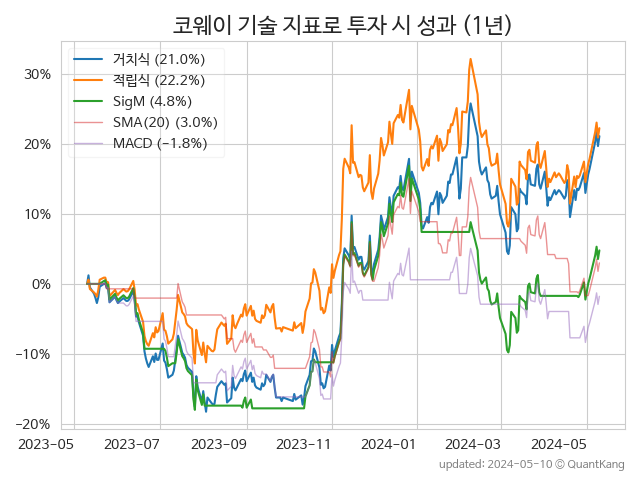 코웨이 기술 지표로 투자 시 성과 (1년)
거치식 (21.0%)
적립식 (22.2%)
SigM (4.8%)
SMA(20) (3.0%)
MACD (−1.8%)
30%
20%
10%
0%
−10%
−20%
2023-05 2023-07 2023-09 2023-11 2024-01 2024-03 2024-05
updated: 2024-05-10 © QuantKang